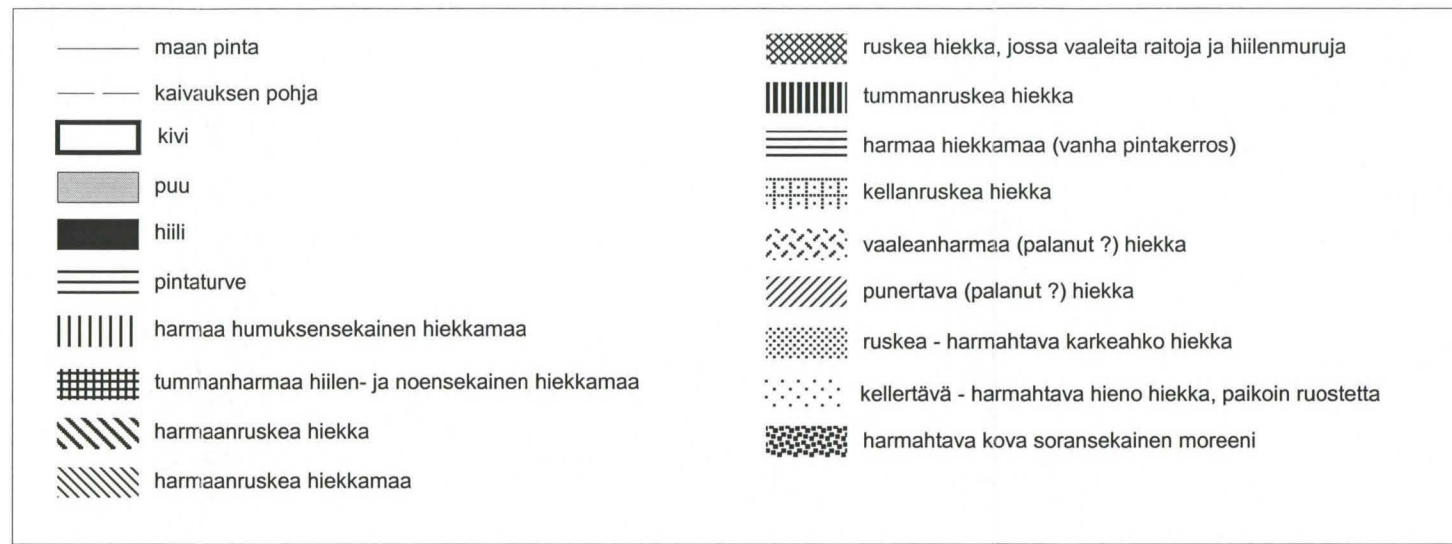 maan pinta
kaivauksen pohja
kivi
puu
hiili
pintaturve
harmaa humuksensekainen hiekkamaa
tummanharmaa hiilen- ja noensekainen hiekkamaa
harmaanruskea hiekka
harmaanruskea hiekkamaa
ruskea hiekka, jossa vaaleita raitoja ja hiilenmuruja
tummanruskea hiekka
harmaa hiekkamaa (vanha pintakerros)
kellanruskea hiekka
vaaleanharmaa (palanut ?) hiekka
punertava (palanut ?) hiekka
ruskea - harmahtava karkeahko hiekka
kellertävä - harmahtava hieno hiekka, paikoin ruostetta
harmahtava kova soransekainen moreeni